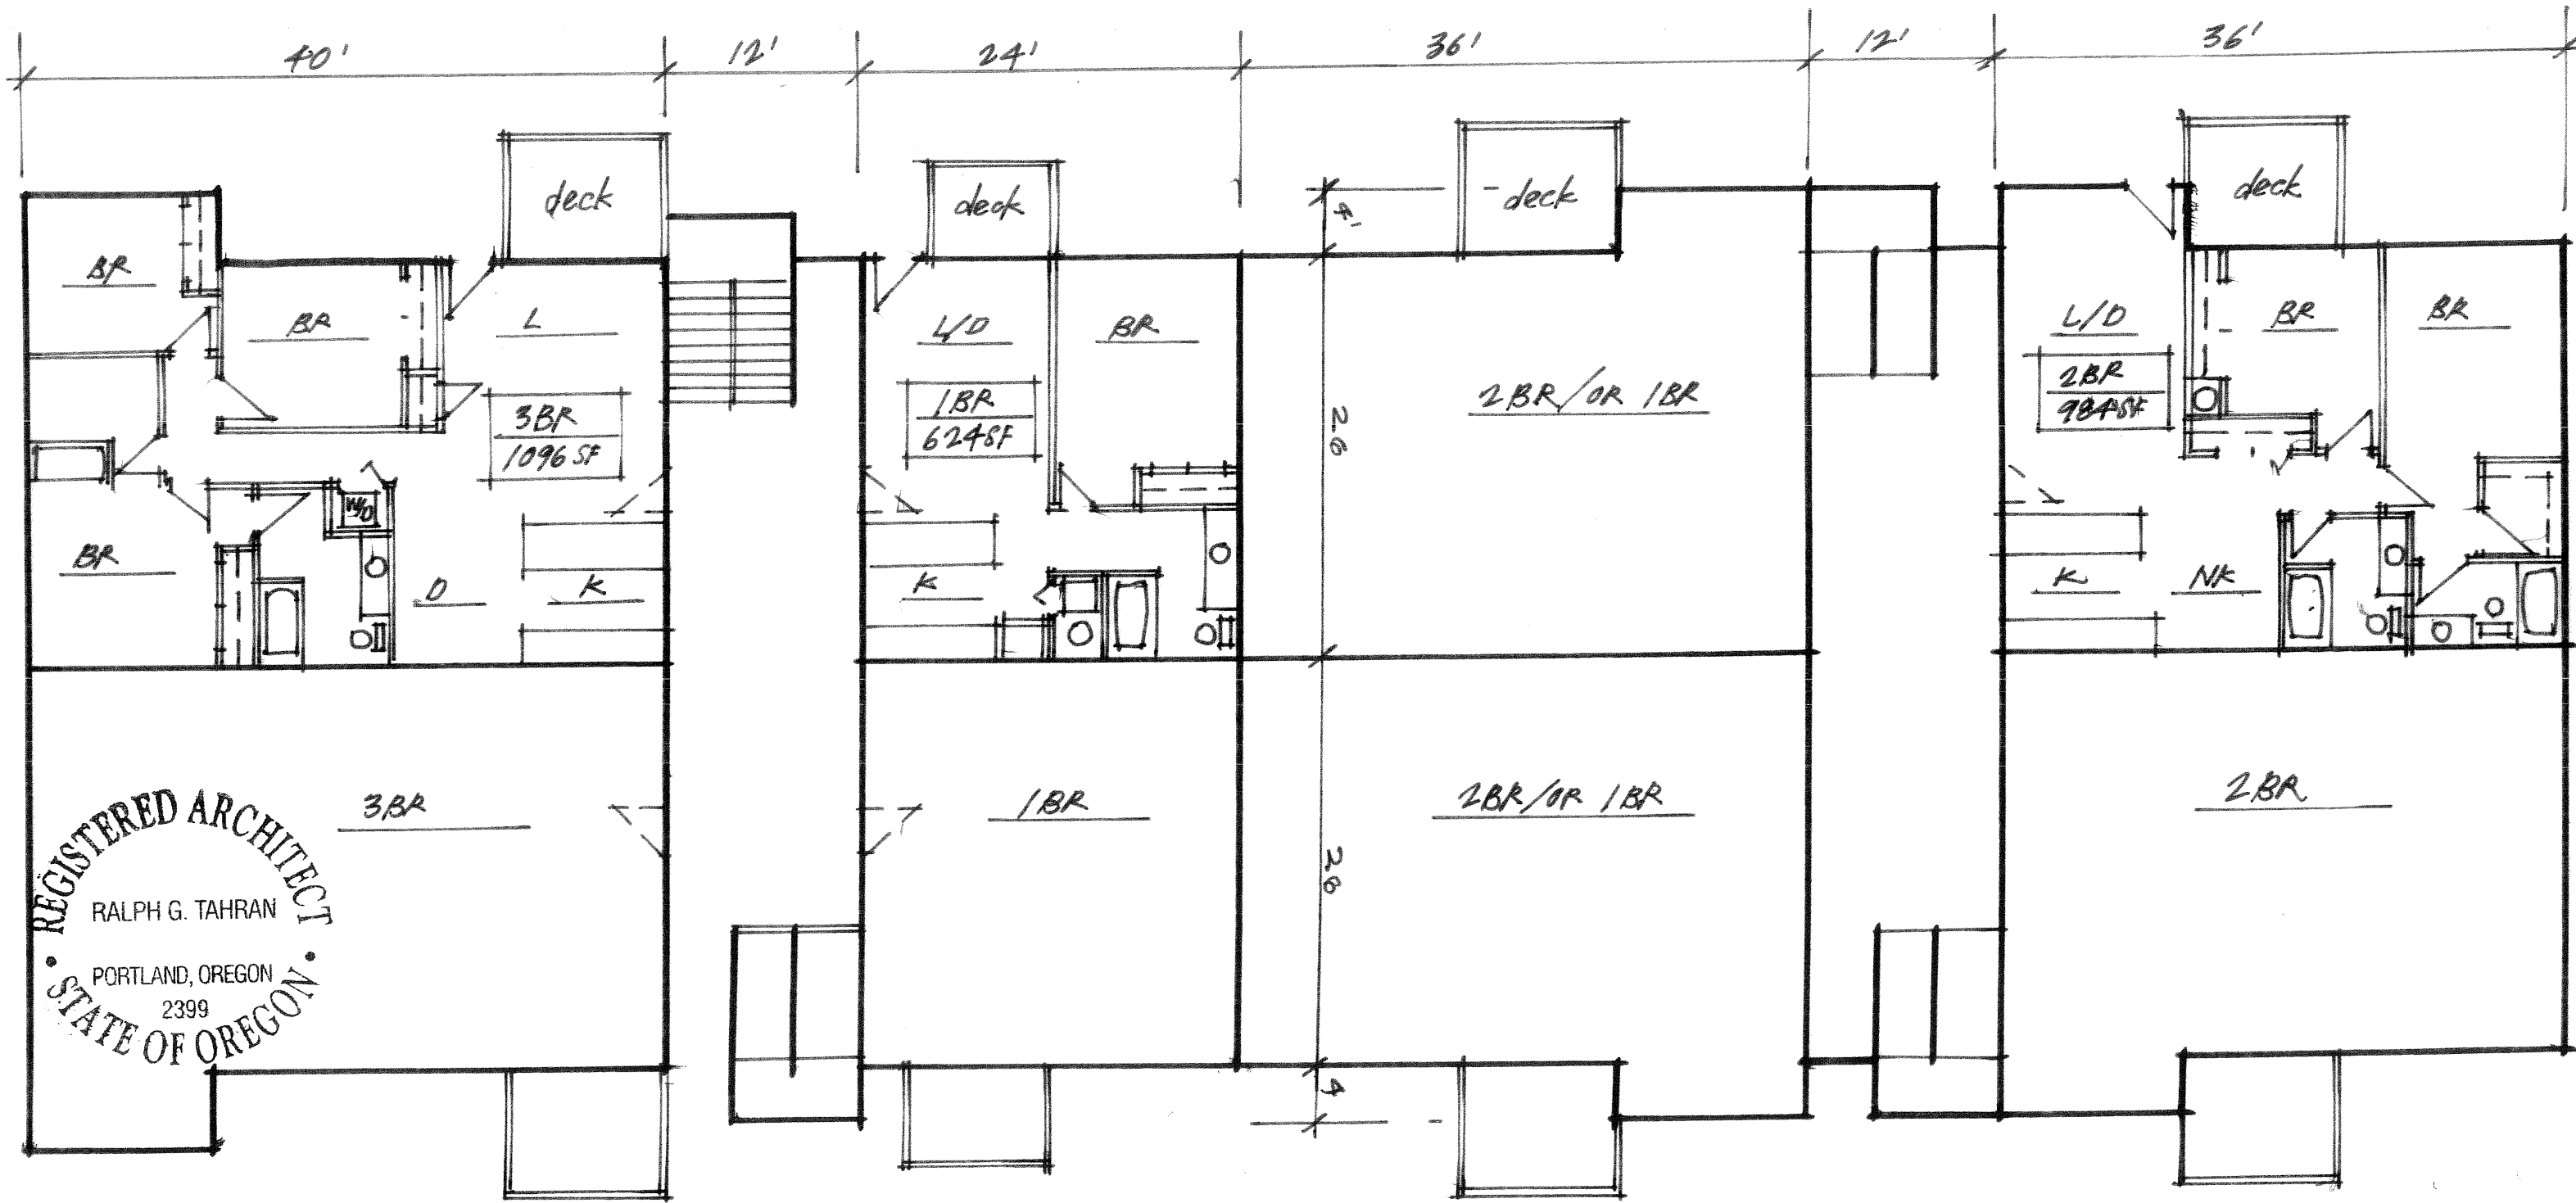 40'
12'
24'
36'
12'
36'
deck
deck
deck
deck
4'
BR
BR
L
L/D
BR
2BR/OR 1BR
L/D
BR
BR
3BR
1096 SF
1BR
624 SF
26
2BR
984 SF
W/D
BR
D
K
K
K
NK
3BR
1BR
2BR/OR 1BR
2BR
26
4
REGISTERED ARCHITECT
RALPH G. TAHRAN
PORTLAND, OREGON
2399
STATE OF OREGON